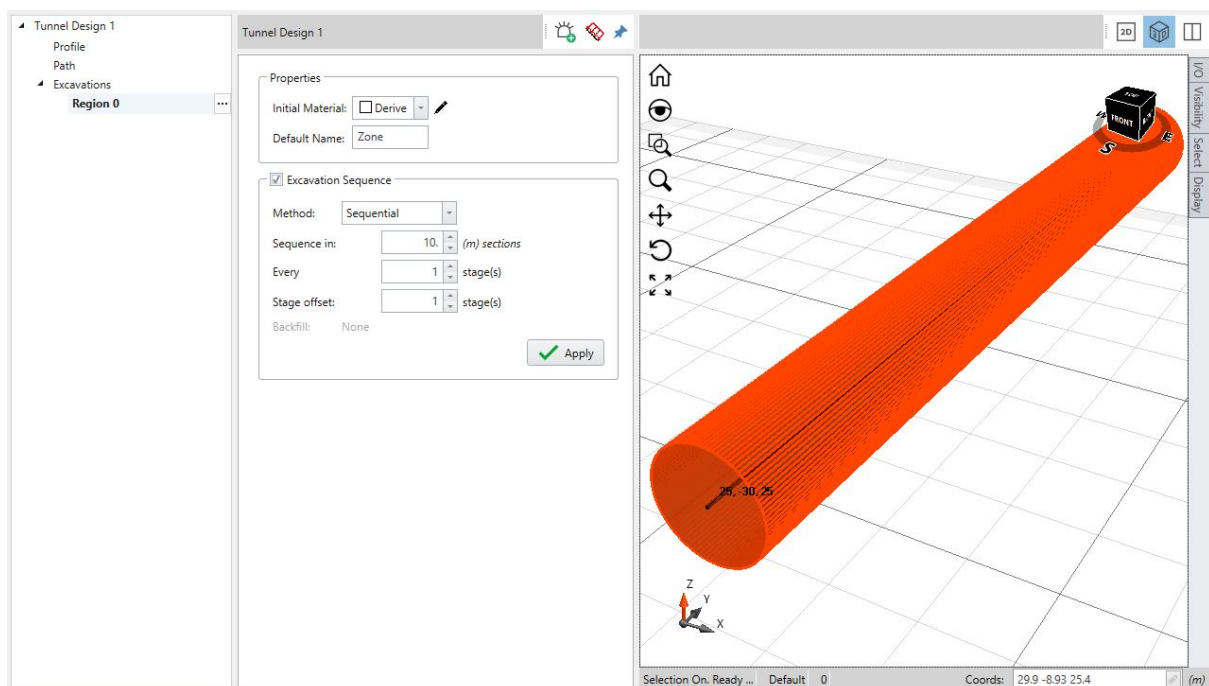 Tunnel Design 1
Profile
Path
Excavations
Region 0
...
Tunnel Design 1
Properties
Initial Material: Derive
Default Name: Zone
Excavation Sequence
Method: Sequential
Sequence in: 10. (m) sections
Every 1 stage(s)
Stage offset: 1 stage(s)
Backfill: None
Apply
2D
3D
TOP
FRONT
S
E
25, -30, 25
Z
Y
X
I/O
Visibility
Select
Display
Selection On. Ready ... Default 0 Coords: 29.9 -8.93 25.4 (m)